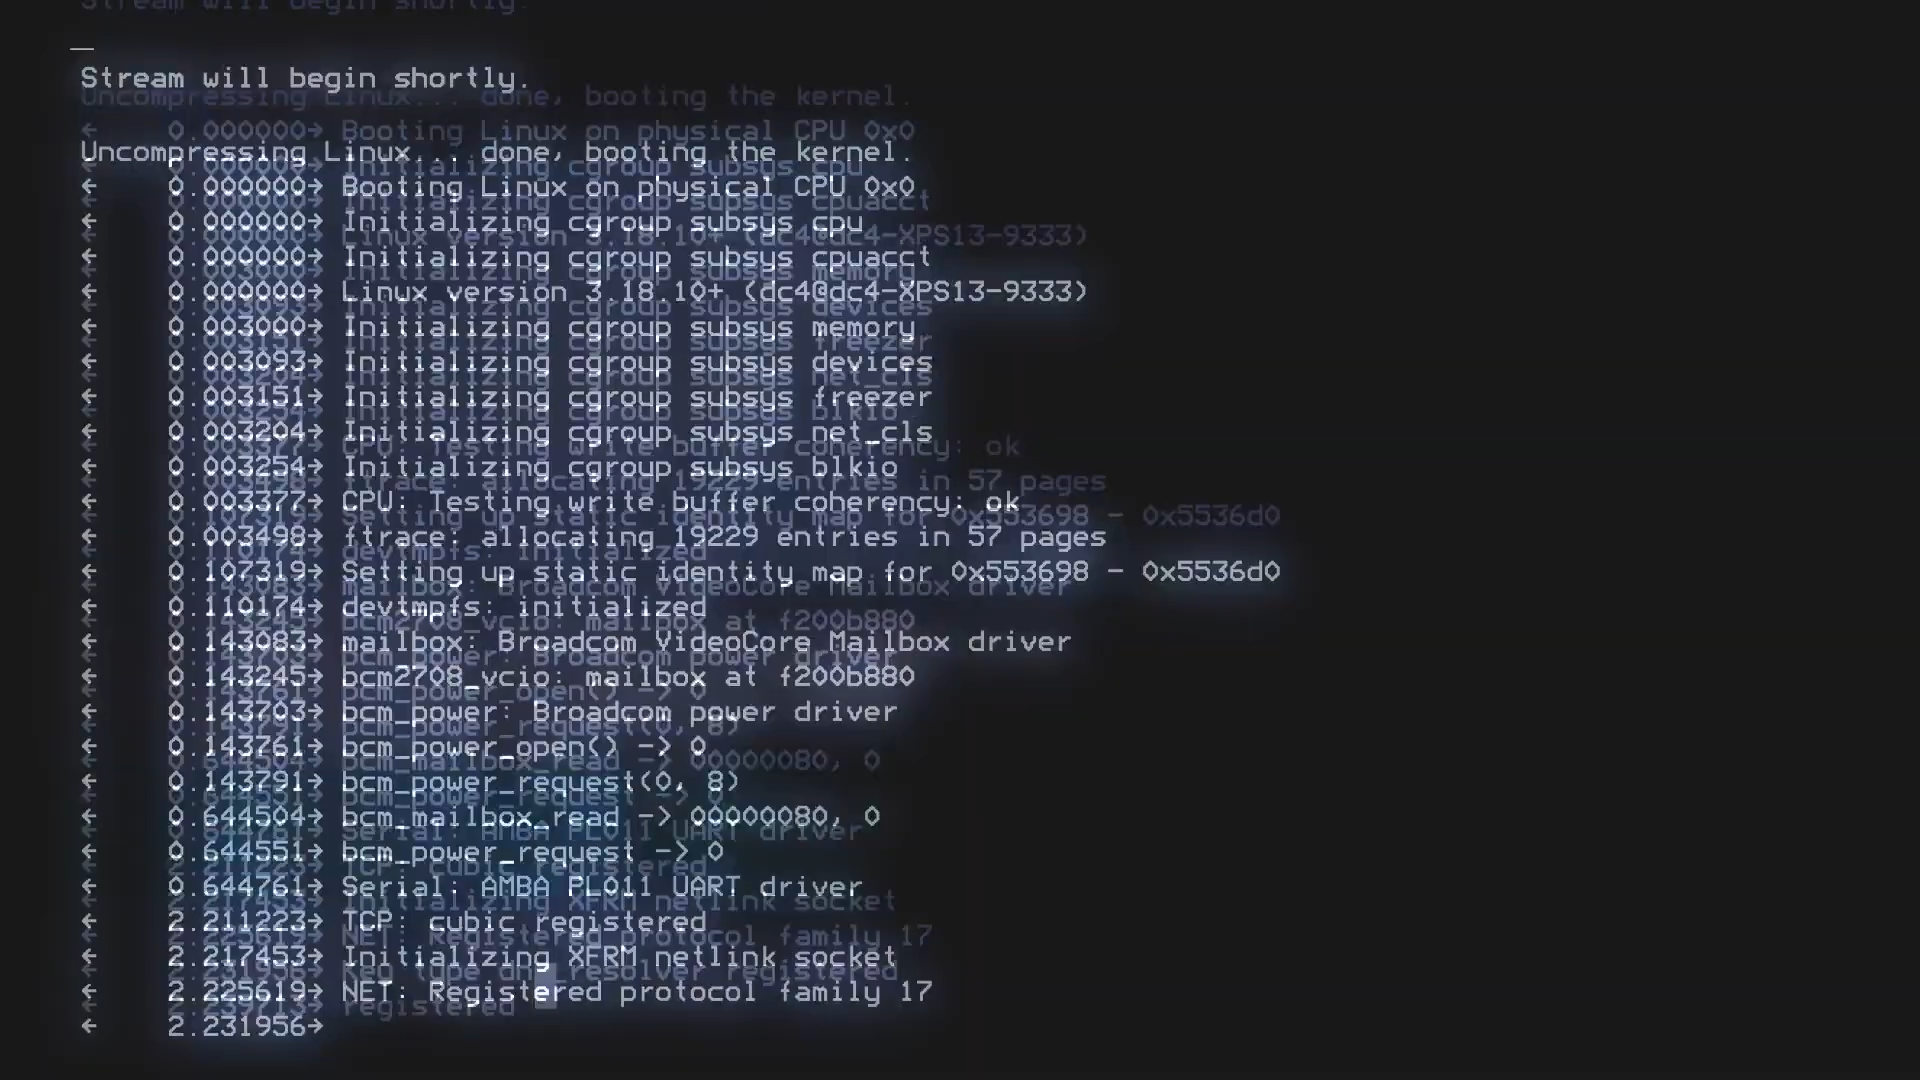 Stream will begin shortly.
Uncompressing Linux... done, booting the kernel.
← 0.000000→ Booting Linux on physical CPU 0x0
← 0.000000→ Initializing cgroup subsys cpu
← 0.000000→ Initializing cgroup subsys cpuacct
← 0.000000→ Linux version 3.18.10+ (dc4@dc4-XPS13-9333)
← 0.003000→ Initializing cgroup subsys memory
← 0.003093→ Initializing cgroup subsys devices
← 0.003151→ Initializing cgroup subsys freezer
← 0.003204→ Initializing cgroup subsys net_cls
← 0.003254→ Initializing cgroup subsys blkio
← 0.003377→ CPU: Testing write buffer coherency: ok
← 0.003498→ ftrace: allocating 19229 entries in 57 pages
← 0.107319→ Setting up static identity map for 0x553698 - 0x5536d0
← 0.110174→ devtmpfs: initialized
← 0.143083→ mailbox: Broadcom VideoCore Mailbox driver
← 0.143245→ bcm2708_vcio: mailbox at f200b880
← 0.143703→ bcm_power: Broadcom power driver
← 0.143761→ bcm_power_open() -> 0
← 0.143791→ bcm_power_request(0, 8)
← 0.644504→ bcm_mailbox_read -> 00000080, 0
← 0.644551→ bcm_power_request -> 0
← 0.644761→ Serial: AMBA PL011 UART driver
← 2.211223→ TCP: cubic registered
← 2.217453→ Initializing XFRM netlink socket
← 2.225619→ NET: Registered protocol family 17
← 2.231956→